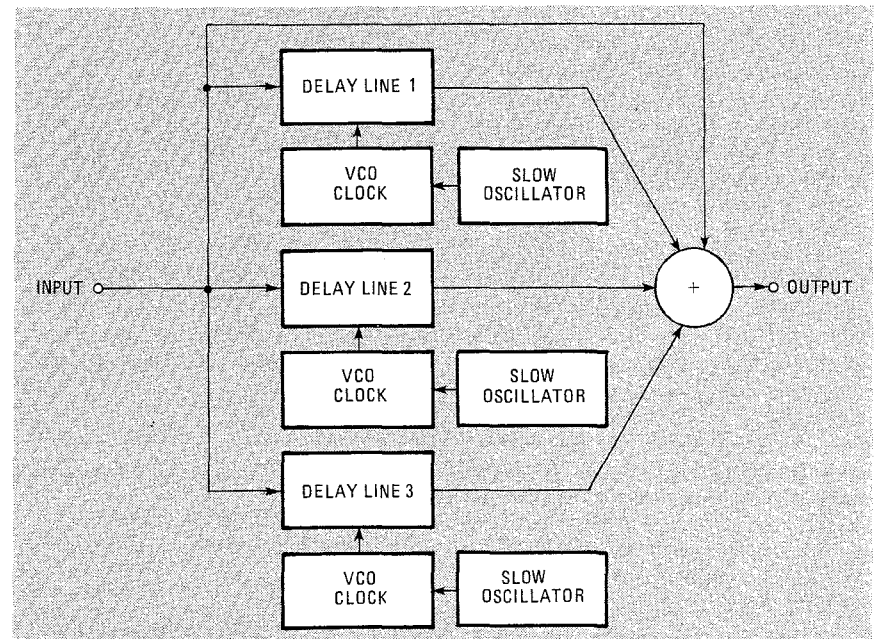 DELAY LINE 1
VCO
CLOCK
SLOW
OSCILLATOR
INPUT
DELAY LINE 2
+
OUTPUT
VCO
CLOCK
SLOW
OSCILLATOR
DELAY LINE 3
VCO
CLOCK
SLOW
OSCILLATOR